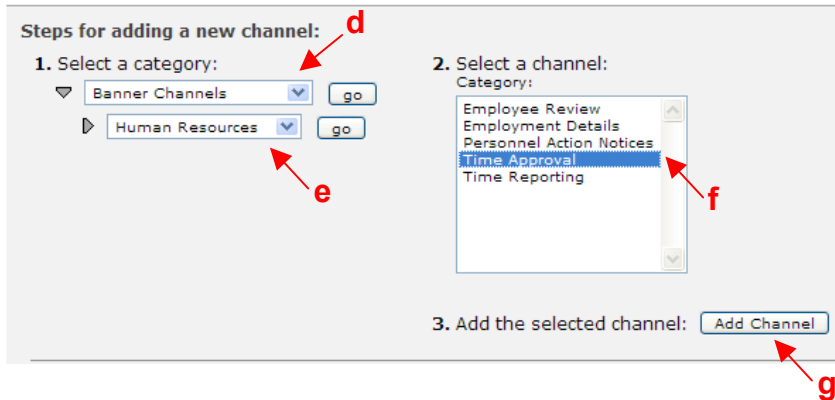 Steps for adding a new channel:
d
1. Select a category:
Banner Channels go
Human Resources go
e
2. Select a channel:
Category:
Employee Review
Employment Details
Personnel Action Notices
Time Approval
Time Reporting
f
3. Add the selected channel: Add Channel
g